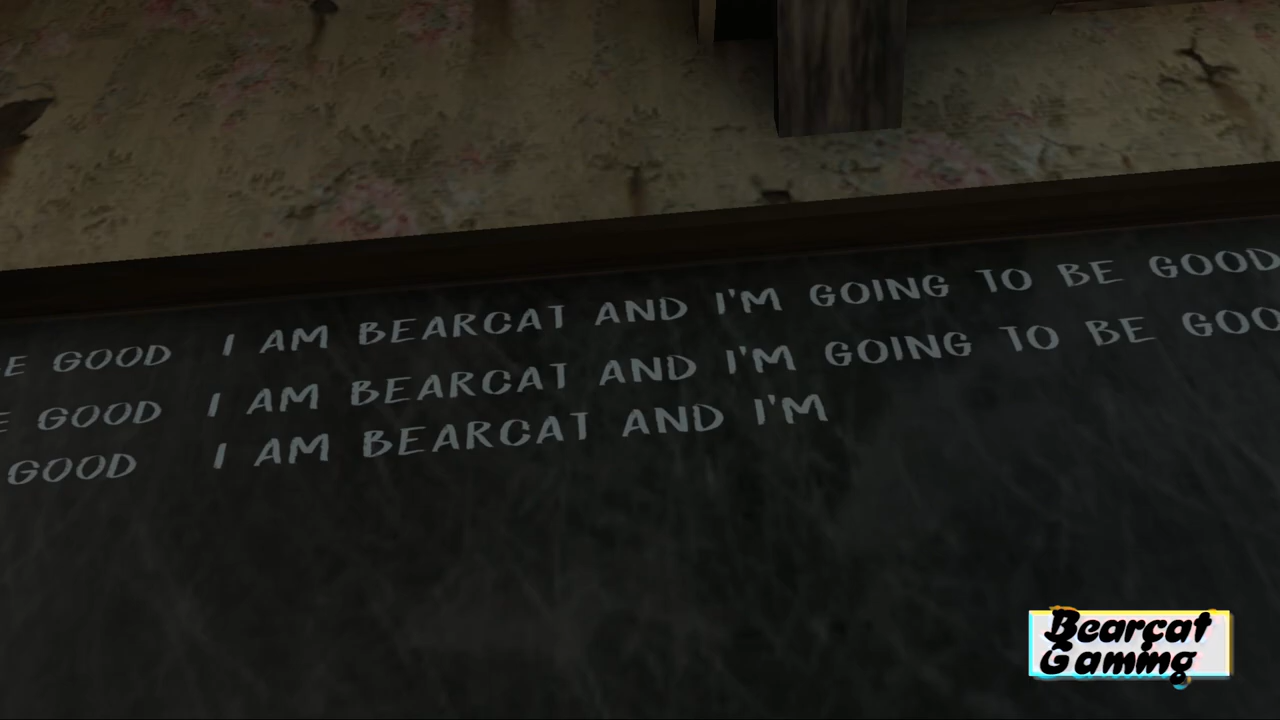 E GOOD I AM BEARCAT AND I'M GOING TO BE GOOD
E GOOD I AM BEARCAT AND I'M GOING TO BE GOO
GOOD I AM BEARCAT AND I'M
Bearcat
Gaming